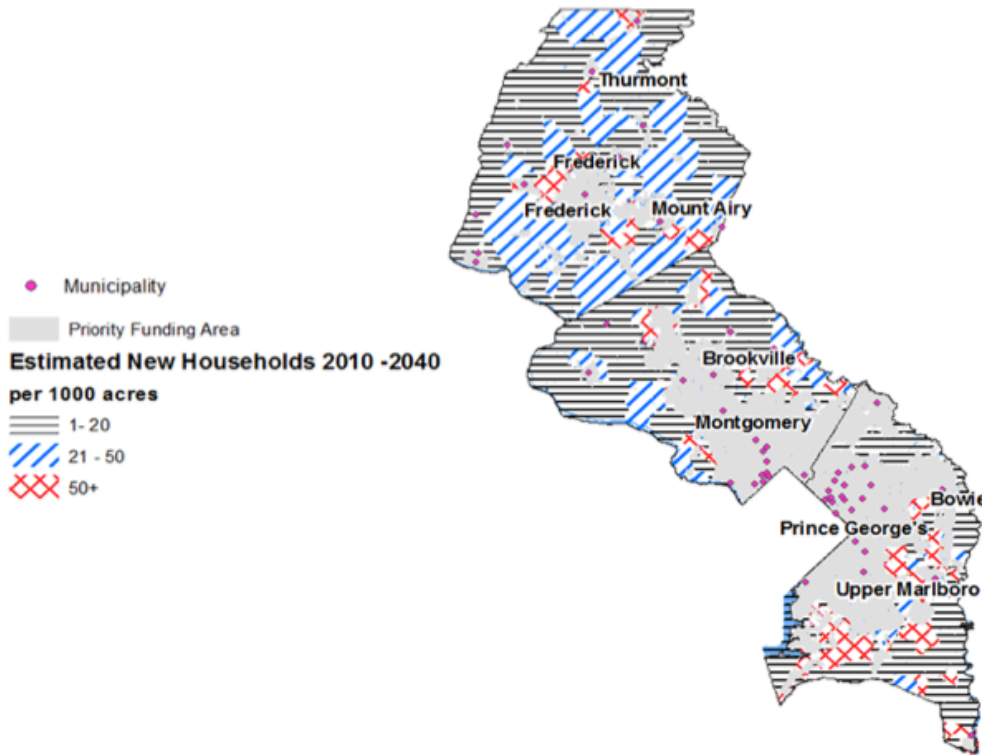 Thurmont
Frederick
Frederick
Mount Airy
Municipality
Priority Funding Area
Estimated New Households 2010 -2040
per 1000 acres
1- 20
21 - 50
50+
Brookville
Montgomery
Bowie
Prince George's
Upper Marlboro